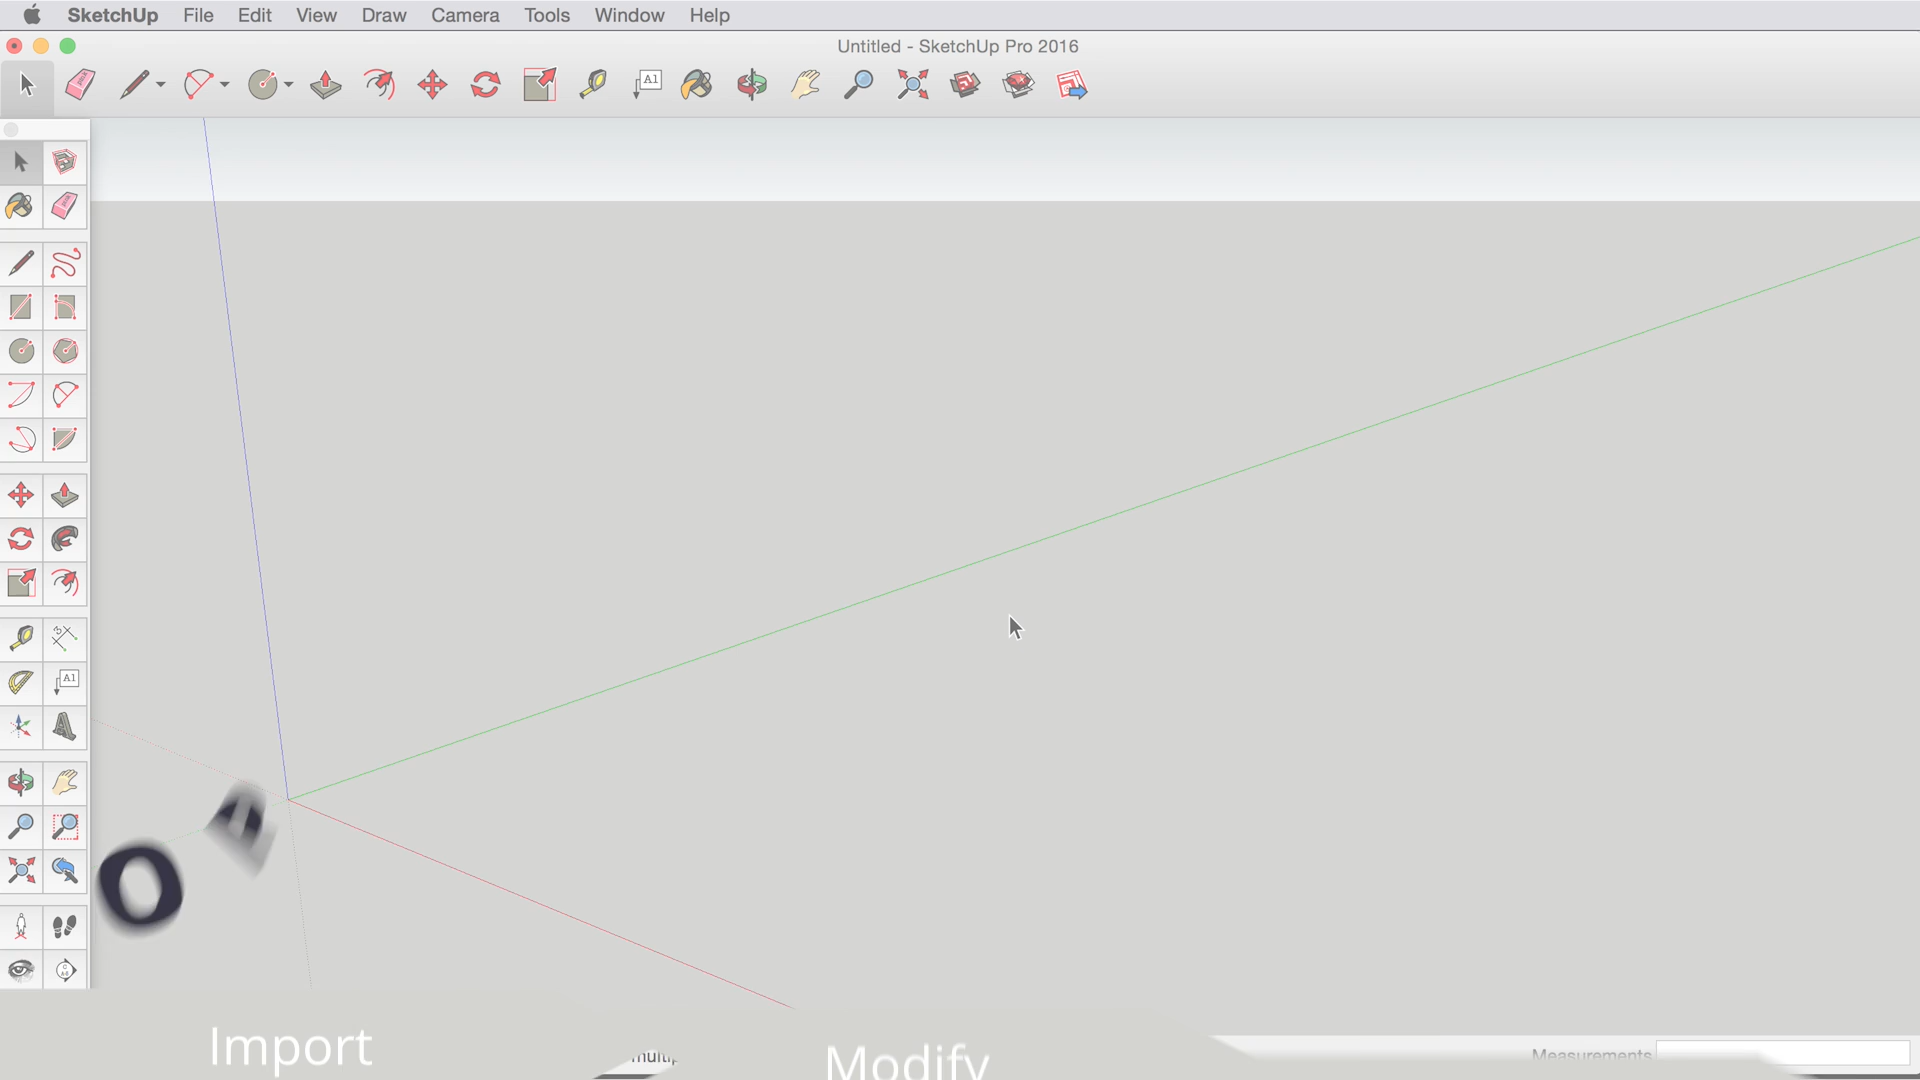 SketchUp File Edit View Draw Camera Tools Window Help
Untitled - SketchUp Pro 2016
A1
A1
Import
Modify
Measurements